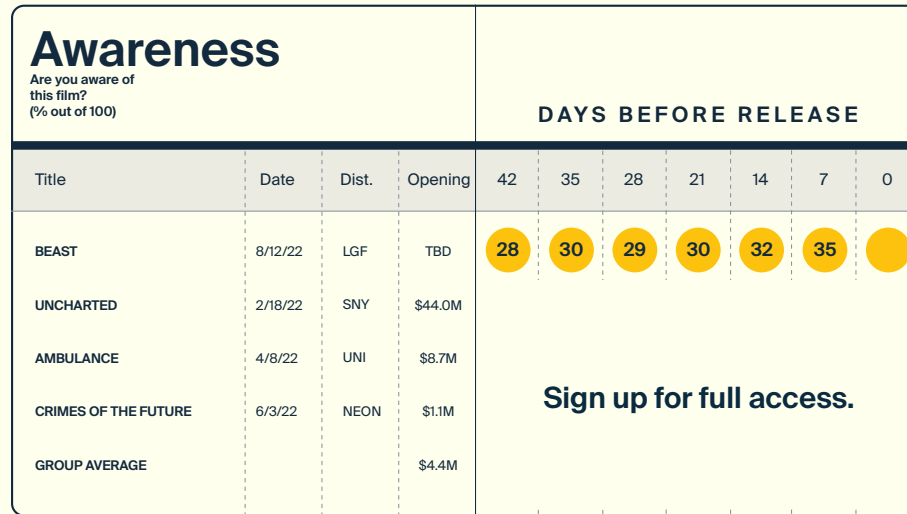 Awareness
Are you aware of
this film?
(% out of 100)
DAYS BEFORE RELEASE
Title Date Dist. Opening 42 35 28 21 14 7 0
BEAST 8/12/22 LGF TBD 28 30 29 30 32 35
UNCHARTED 2/18/22 SNY $44.0M
AMBULANCE 4/8/22 UNI $8.7M
Sign up for full access.
CRIMES OF THE FUTURE 6/3/22 NEON $1.1M
GROUP AVERAGE $4.4M